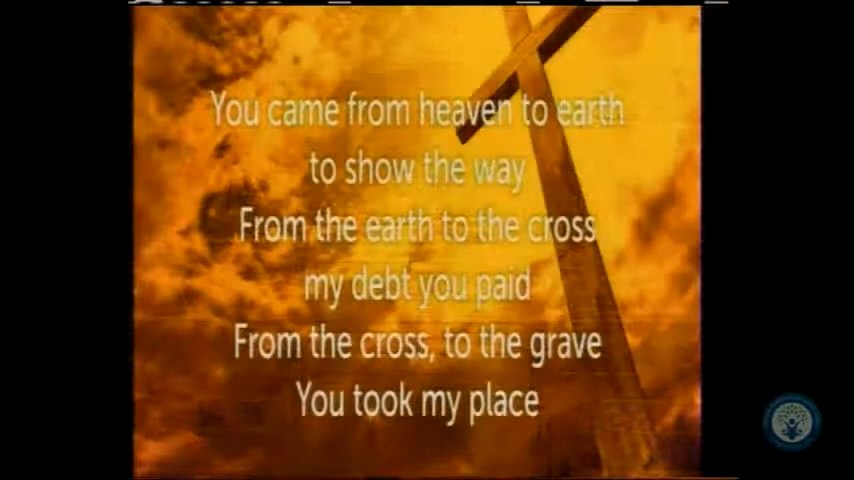 You came from heaven to earth
to show the way
From the earth to the cross
my debt you paid
From the cross, to the grave
You took my place